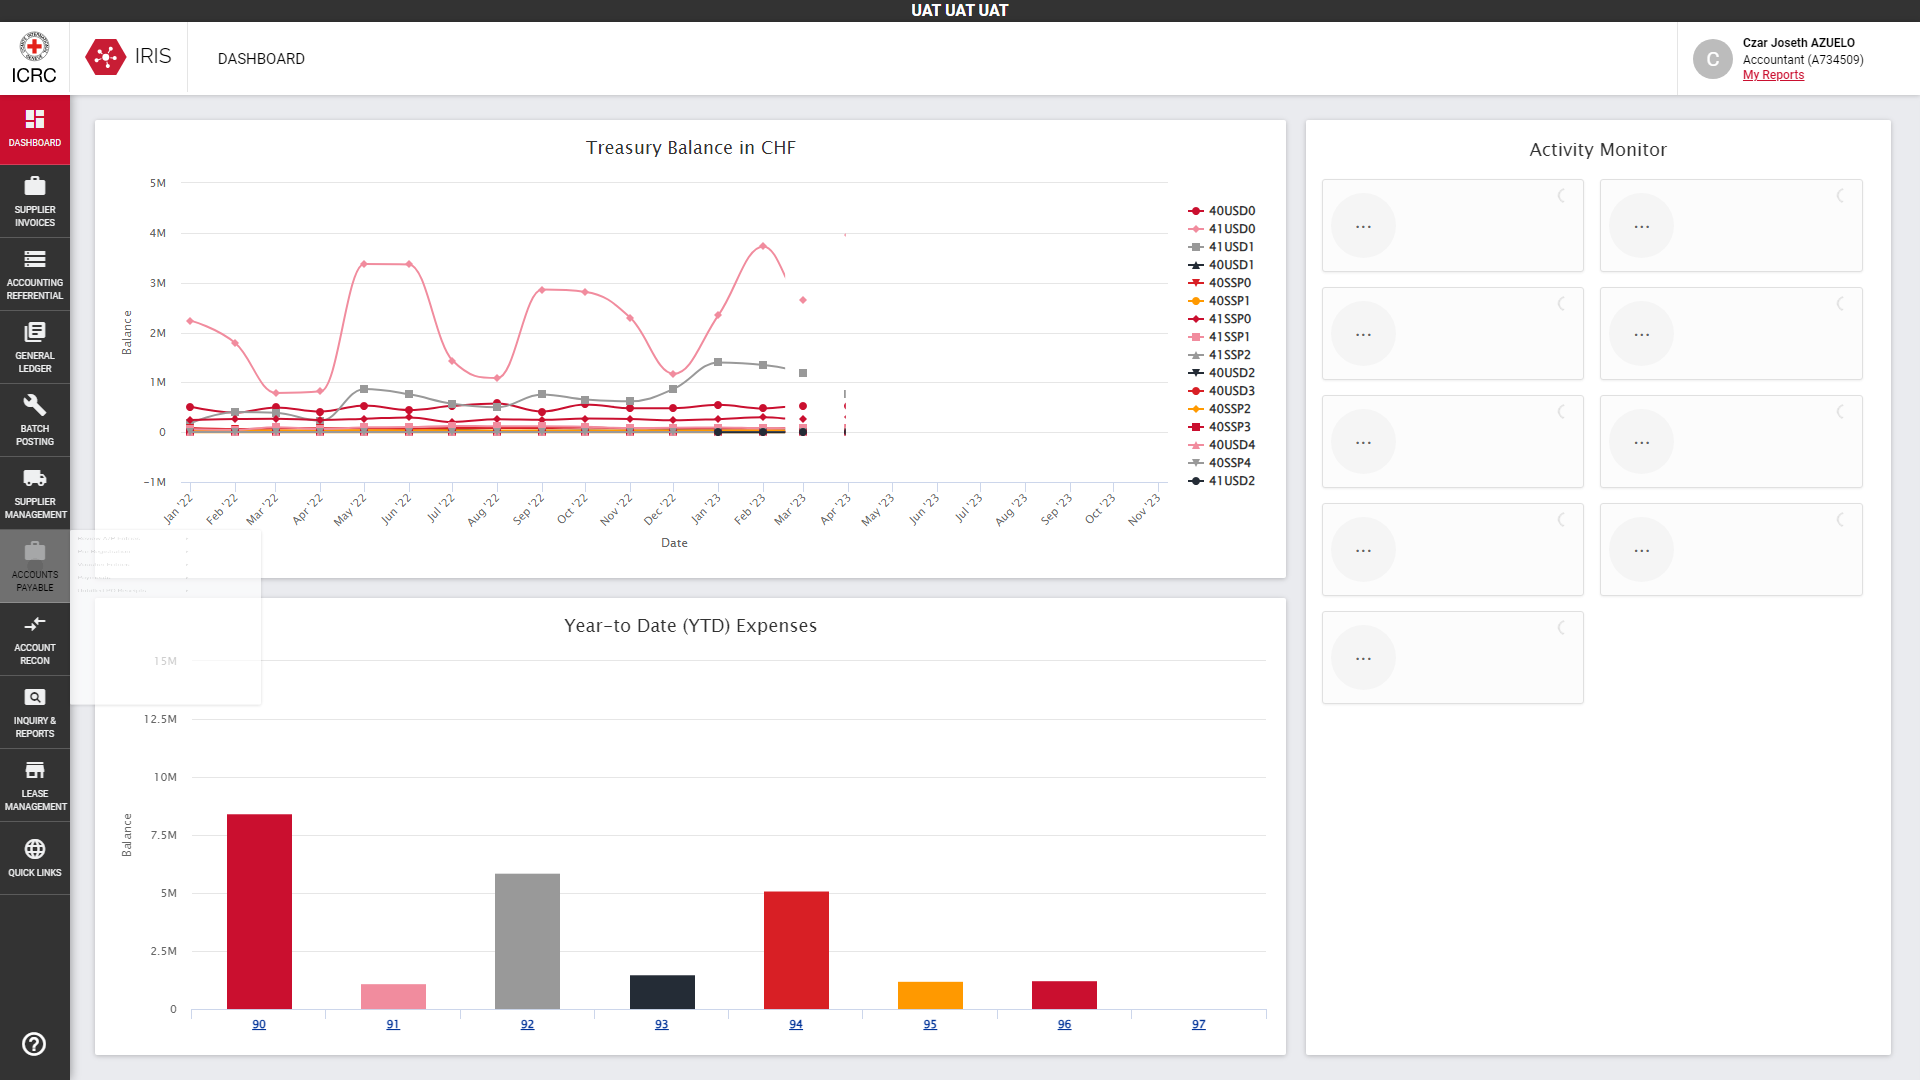 UAT UAT UAT
ICRC
IRIS
DASHBOARD
C
Czar Joseth AZUELO
Accountant (A734509)
My Reports
DASHBOARD
SUPPLIER
INVOICES
ACCOUNTING
REFERENTIAL
GENERAL
LEDGER
BATCH
POSTING
SUPPLIER
MANAGEMENT
ACCOUNTS
PAYABLE
ACCOUNT
RECON
INQUIRY &
REPORTS
LEASE
MANAGEMENT
QUICK LINKS
Treasury Balance in CHF
Balance
5M
4M
3M
2M
1M
0
-1M
Jan '22
Feb '22
Mar '22
Apr '22
May '22
Jun '22
Jul '22
Aug '22
Sep '22
Oct '22
Nov '22
Dec '22
Jan '23
Feb '23
Mar '23
Apr '23
May '23
Jun '23
Jul '23
Aug '23
Sep '23
Oct '23
Nov '23
Date
40USD0
41USD0
41USD1
40USD1
40SSP0
40SSP1
41SSP0
41SSP1
41SSP2
40USD2
40USD3
40SSP2
40SSP3
40USD4
40SSP4
41USD2
Year-to Date (YTD) Expenses
Balance
15M
12.5M
10M
7.5M
5M
2.5M
0
90
91
92
93
94
95
96
97
Activity Monitor
...
...
...
...
...
...
...
...
...